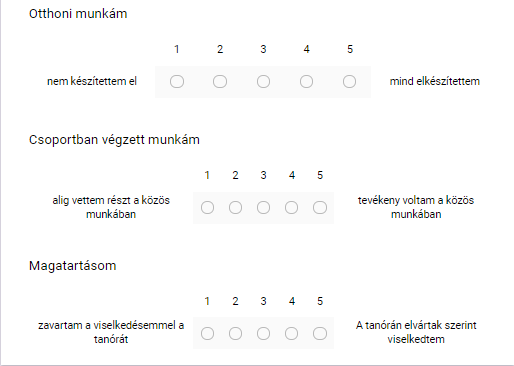 Otthoni munkám
1 2 3 4 5
nem készítettem el
mind elkészítettem
Csoportban végzett munkám
1 2 3 4 5
alig vettem részt a közös
munkában
tevékeny voltam a közös
munkában
Magatartásom
1 2 3 4 5
zavartam a viselkedésemmel a
tanórát
A tanórán elvártak szerint
viselkedtem